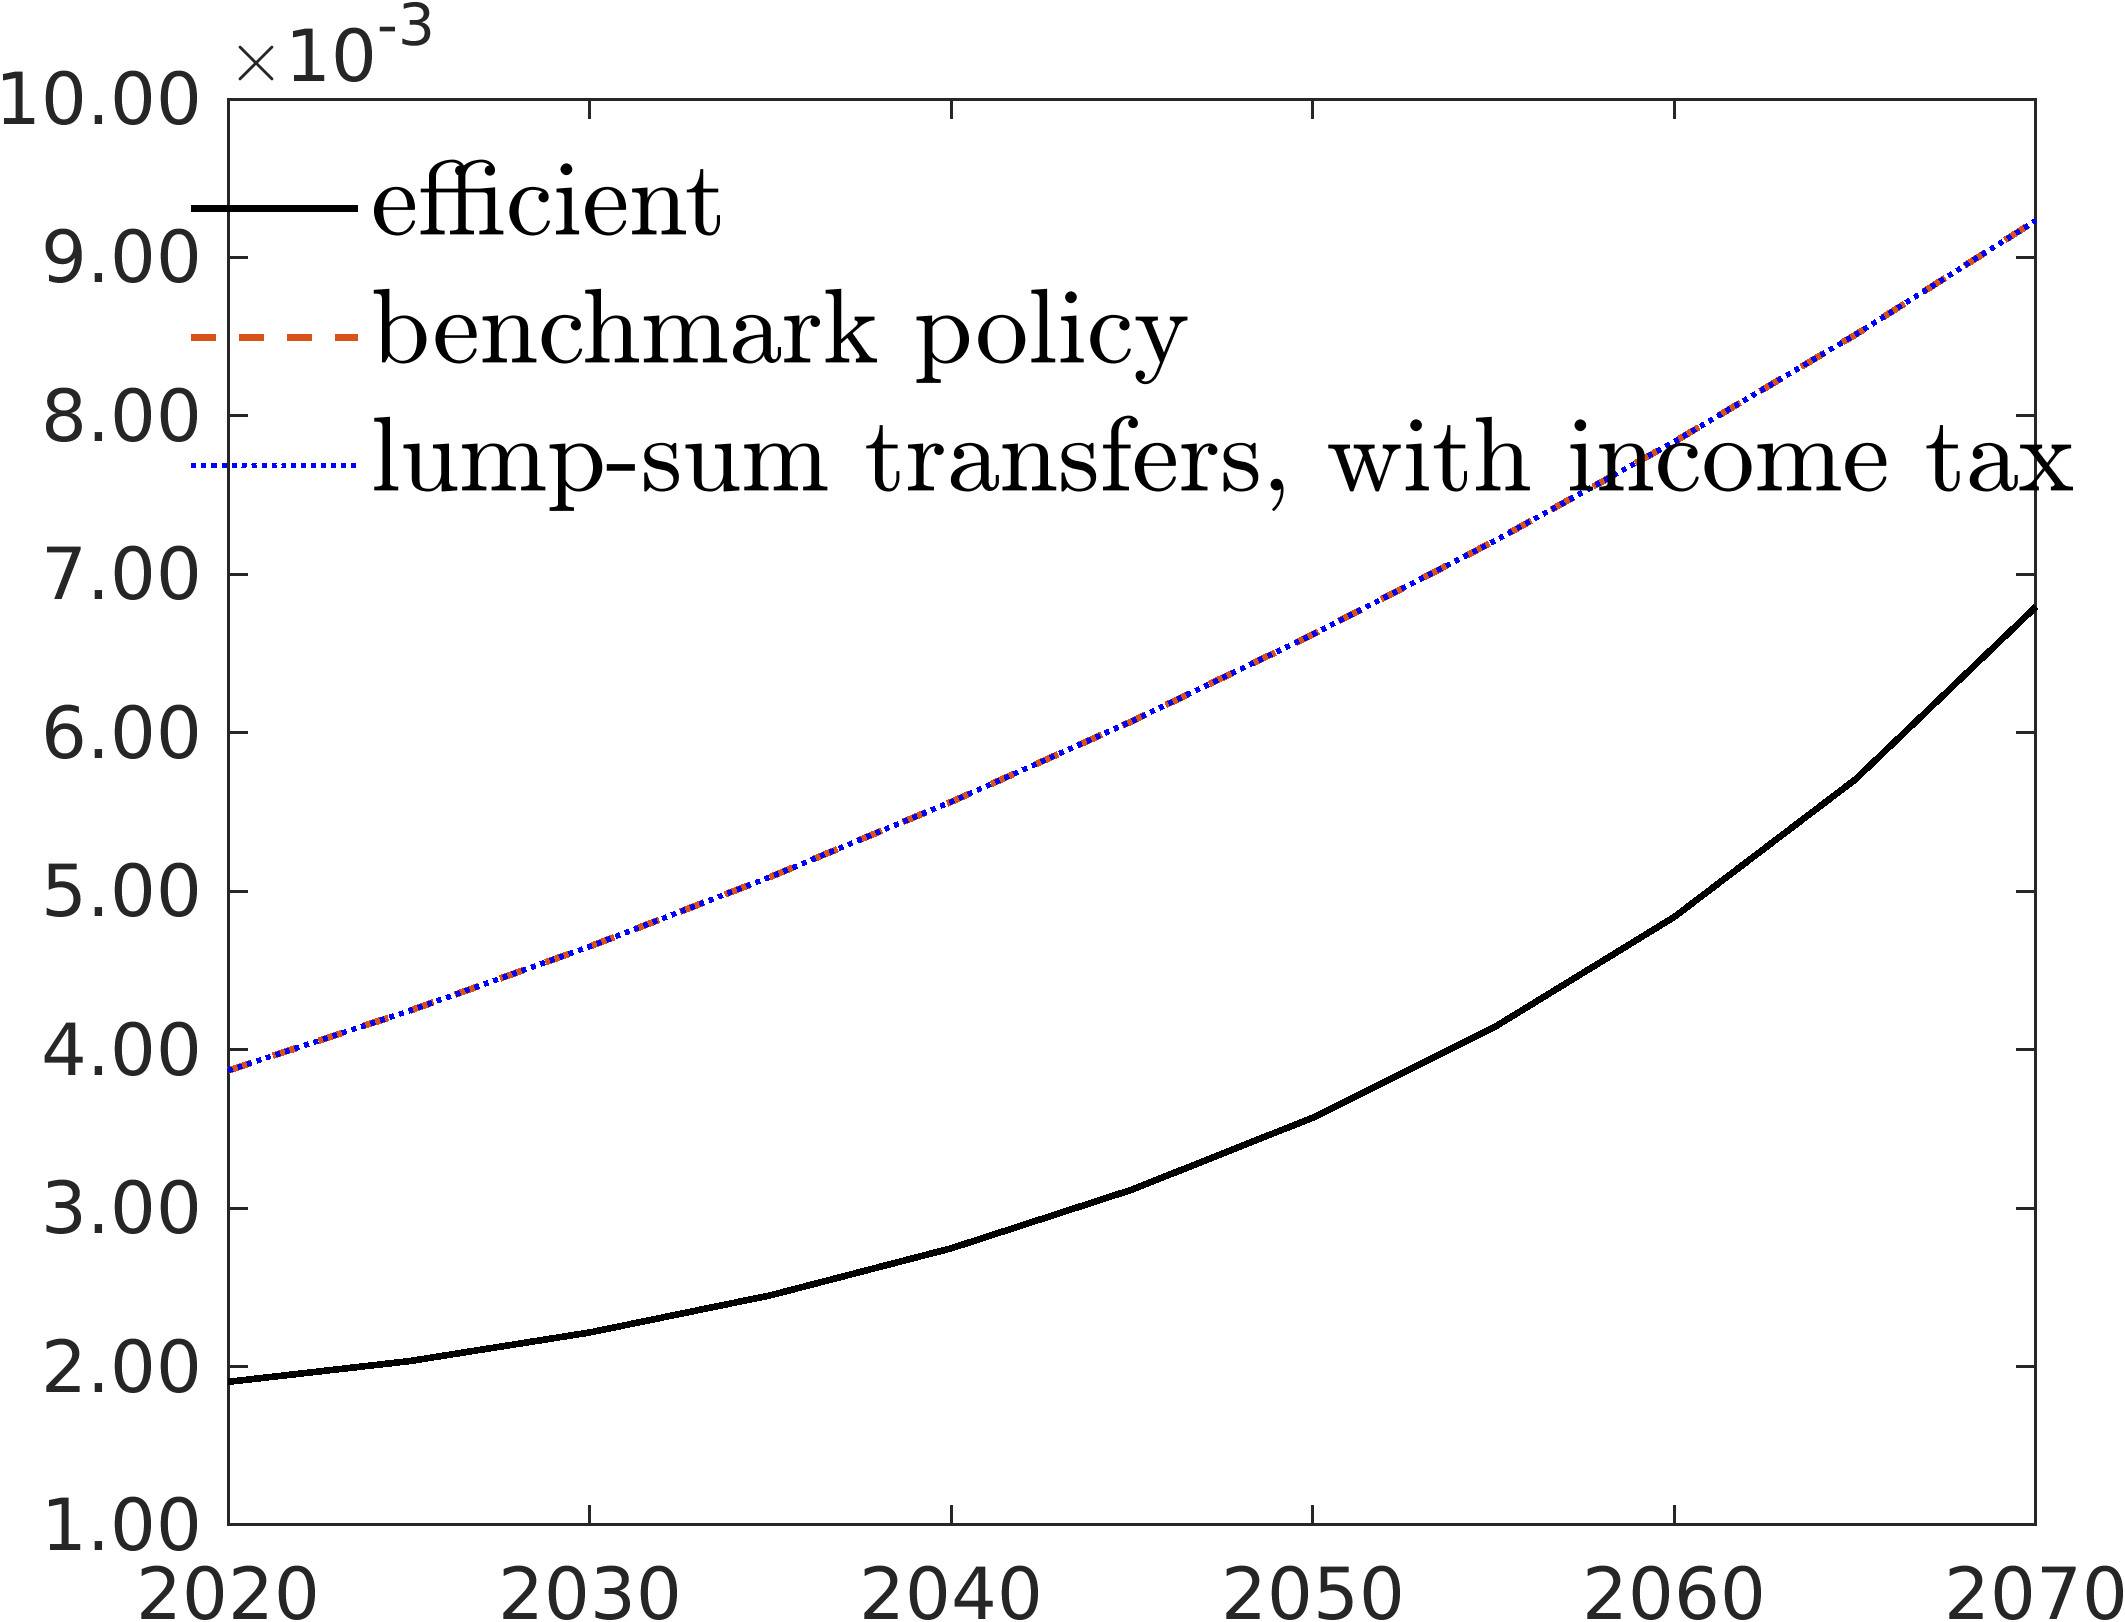 ×10-3
10.00
9.00
8.00
7.00
6.00
5.00
4.00
3.00
2.00
1.00
efficient
benchmark policy
lump-sum transfers, with income tax
2020 2030 2040 2050 2060 2070